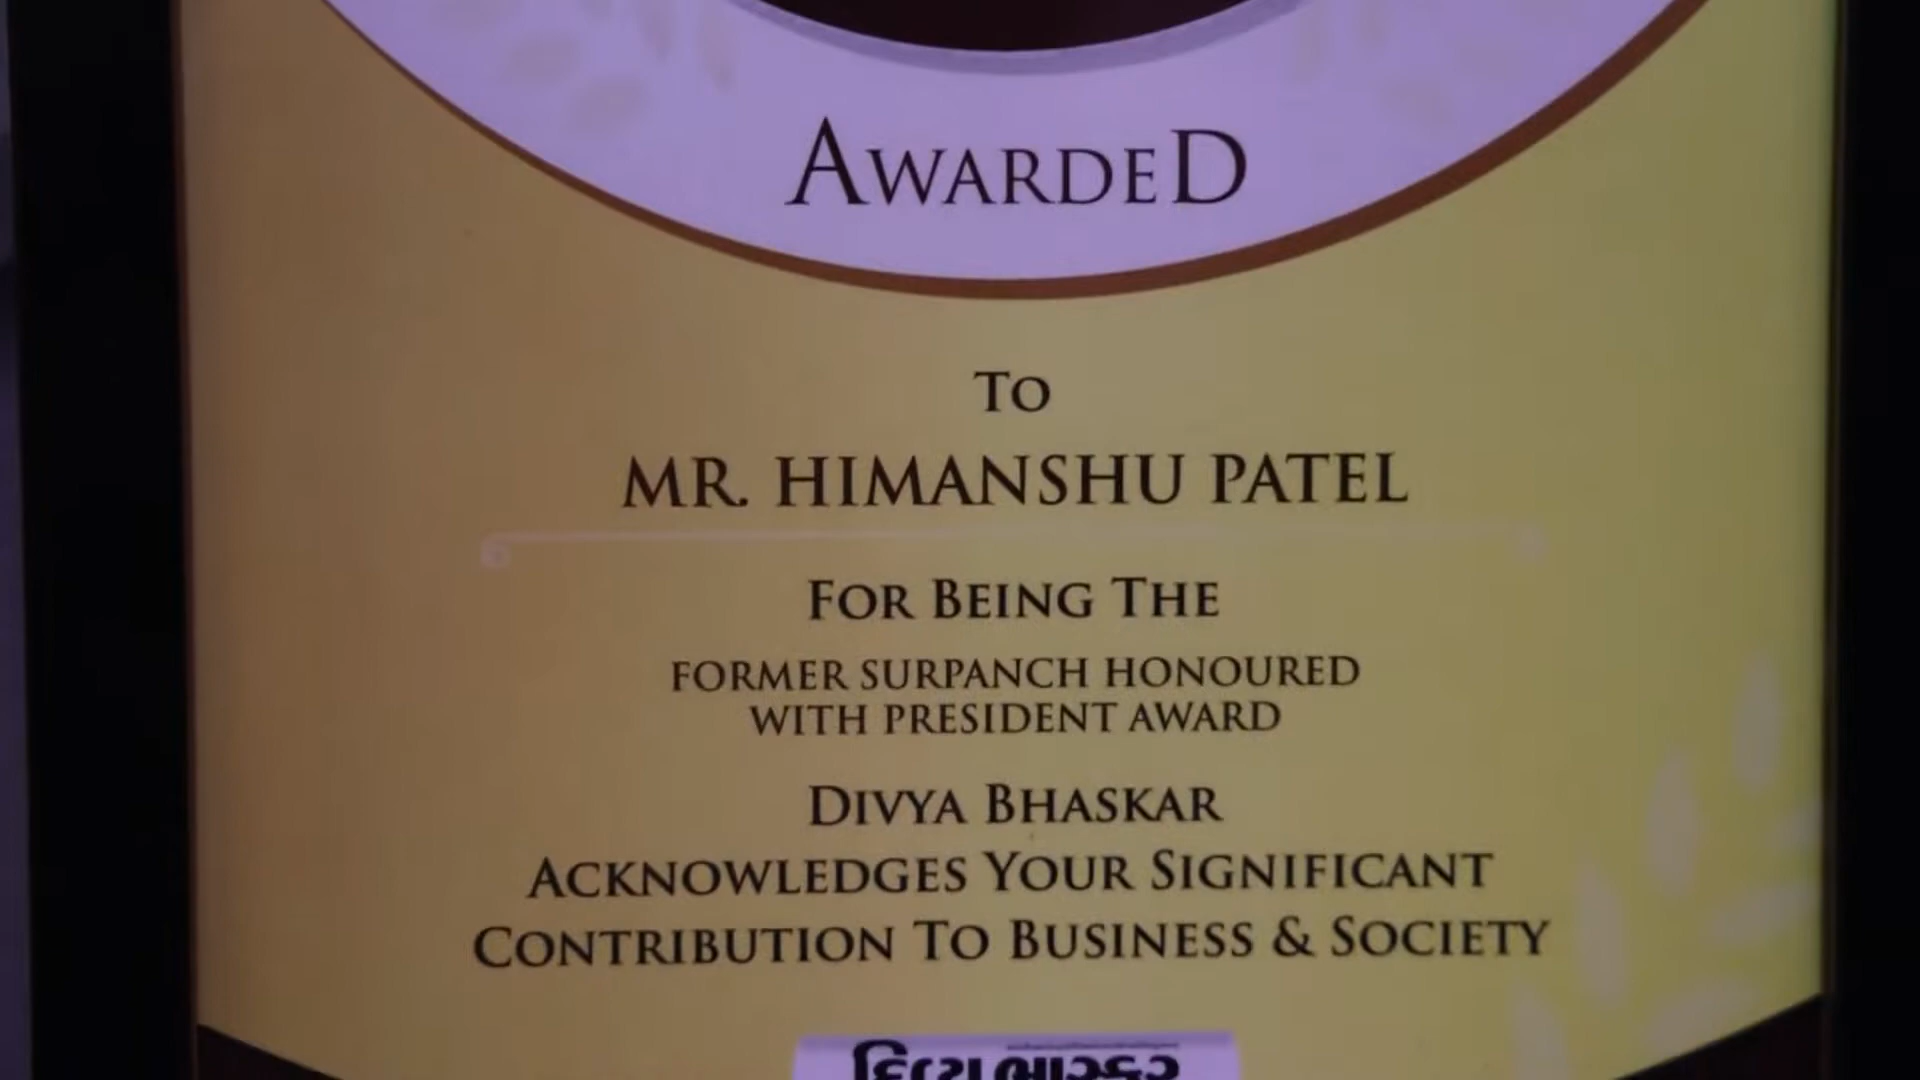 AWARDED
TO
MR. HIMANSHU PATEL
FOR BEING THE
FORMER SURPANCH HONOURED
WITH PRESIDENT AWARD
DIVYA BHASKAR
ACKNOWLEDGES YOUR SIGNIFICANT
CONTRIBUTION TO BUSINESS & SOCIETY
દિવ્ય ભાસ્કર